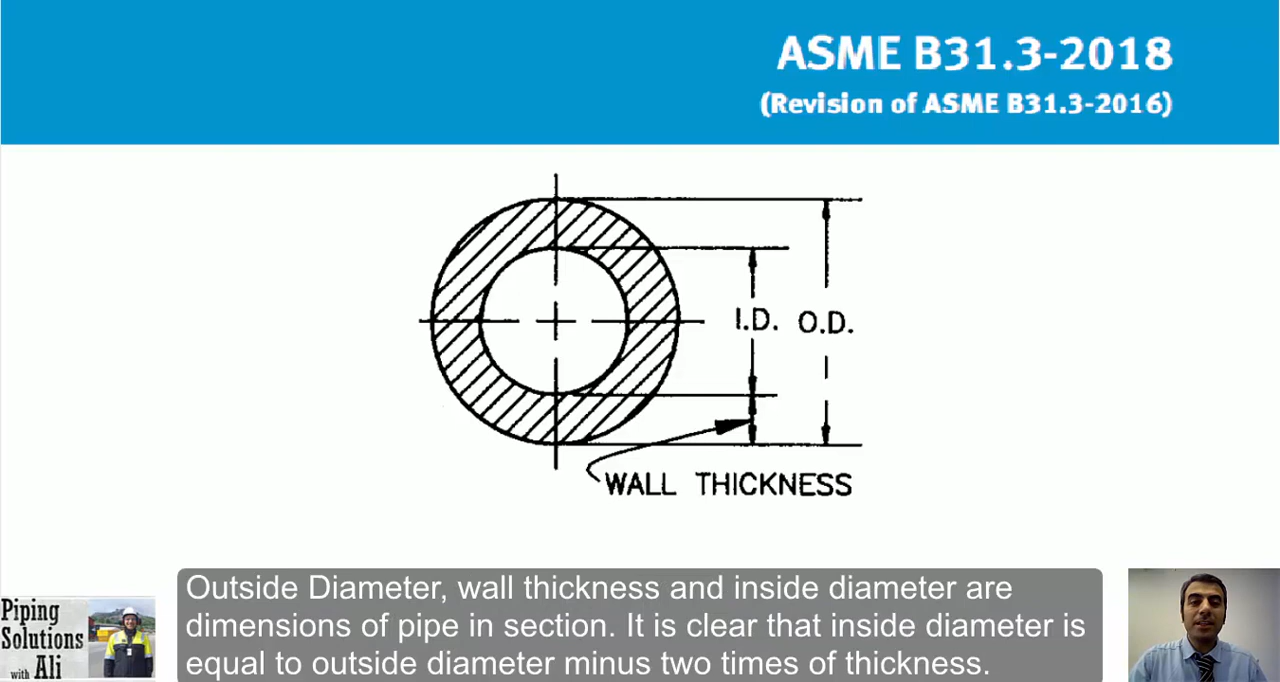 ASME B31.3-2018
(Revision of ASME B31.3-2016)
I.D. O.D.
WALL THICKNESS
Outside Diameter, wall thickness and inside diameter are
dimensions of pipe in section. It is clear that inside diameter is
equal to outside diameter minus two times of thickness.
Piping
Solutions
with Ali